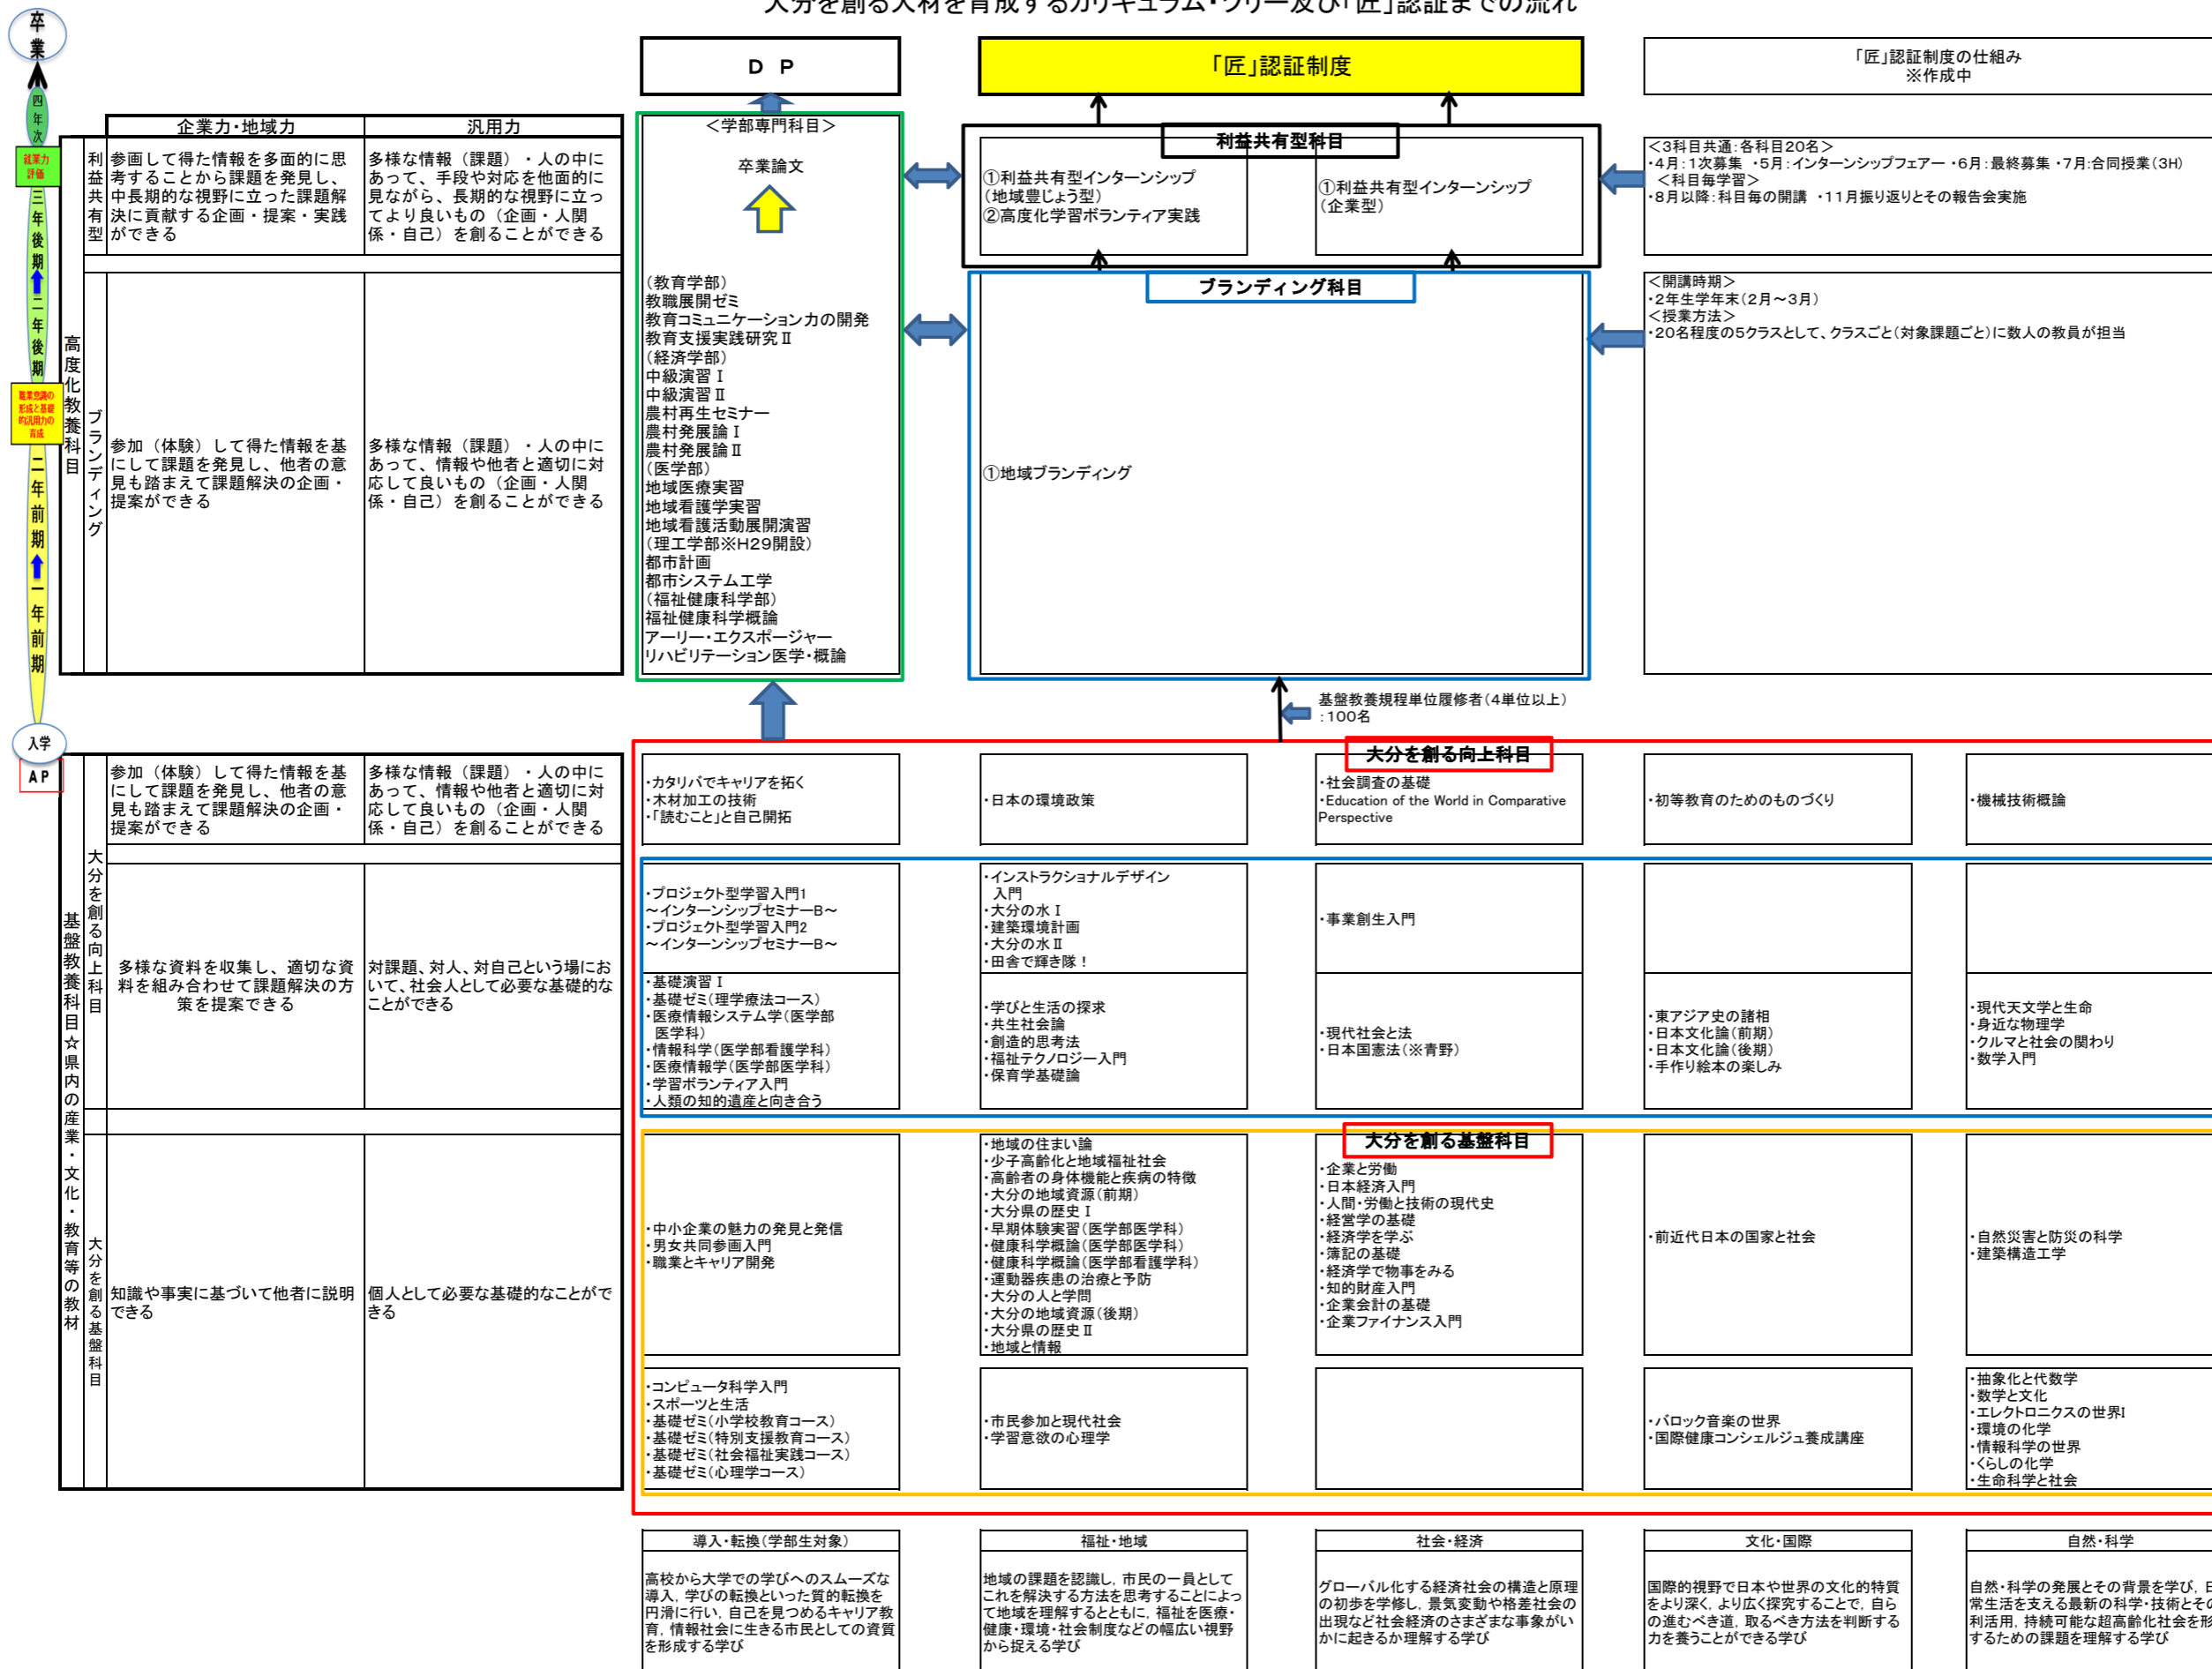 大分を創る人材を育成するカリキュラム・ツリー及び「匠」認証までの流れ
卒業
四年次
就業力
評価
三年後期
二年後期
職業意識の
形成と基礎
的汎用力の
育成
二年前期
一年前期
入学
AP
DP
「匠」認証制度
「匠」認証制度の仕組み
※作成中
企業力・地域力
汎用力
高度化教養科目
利益共有型
参画して得た情報を多面的に思
考することから課題を発見し、
中長期的な視野に立った課題解
決に貢献する企画・提案・実践
ができる
多様な情報（課題）・人の中に
あって、手段や対応を他面的に
見ながら、長期的な視野に立っ
てより良いもの（企画・人間
関係・自己）を創ることができる
ブランディング
参加（体験）して得た情報を基
にして課題を発見し、他者の意
見も踏まえて課題解決の企画・
提案ができる
多様な情報（課題）・人の中に
あって、情報や他者と適切に対
応して良いもの（企画・人間
関係・自己）を創ることができる
＜学部専門科目＞
卒業論文
(教育学部)
教職展開ゼミ
教育コミュニケーション力の開発
教育支援実践研究Ⅱ
(経済学部)
中級演習Ⅰ
中級演習Ⅱ
農村再生セミナー
農村発展論Ⅰ
農村発展論Ⅱ
(医学部)
地域医療実習
地域看護学実習
地域看護活動展開演習
(理工学部※H29開設)
都市計画
都市システム工学
(福祉健康科学部)
福祉健康科学概論
アーリー・エクスポージャー
リハビリテーション医学・概論
利益共有型科目
①利益共有型インターンシップ
(地域豊じょう型)
②高度化学習ボランティア実践
①利益共有型インターンシップ
(企業型)
＜3科目共通：各科目20名＞
・4月：1次募集 ・5月：インターンシップフェアー ・6月：最終募集 ・7月：合同授業(3H)
＜科目毎学習＞
・8月以降：科目毎の開講 ・11月振り返りとその報告会実施
ブランディング科目
①地域ブランディング
＜開講時期＞
・2年生学年末(2月～3月)
＜授業方法＞
・20名程度の5クラスとして、クラスごと(対象課題ごと)に数人の教員が担当
基盤教養規程単位履修者(4単位以上)
：100名
基盤教養科目☆県内の産業・文化・教育等の教材
大分を創る向上科目
参加（体験）して得た情報を基
にして課題を発見し、他者の意
見も踏まえて課題解決の企画・
提案ができる
多様な情報（課題）・人の中に
あって、情報や他者と適切に対
応して良いもの（企画・人間
関係・自己）を創ることができる
多様な資料を収集し、適切な資
料を組み合わせて課題解決の方
策を提案できる
対課題、対人、対自己という場にお
いて、社会人として必要な基礎的な
ことができる
大分を創る基盤科目
知識や事実に基づいて他者に説明
できる
個人として必要な基礎的なことがで
きる
大分を創る向上科目
・カタリバでキャリアを拓く
・木材加工の技術
・「読むこと」と自己開拓
・日本の環境政策
・社会調査の基礎
・Education of the World in Comparative
Perspective
・初等教育のためのものづくり
・機械技術概論
・プロジェクト型学習入門1
～インターンシップセミナーB～
・プロジェクト型学習入門2
～インターンシップセミナーB～
・インストラクショナルデザイン
入門
・大分の水Ⅰ
・建築環境計画
・大分の水Ⅱ
・田舎で輝き隊！
・事業創生入門
・基礎演習Ⅰ
・基礎ゼミ(理学療法コース)
・医療情報システム学(医学部
医学科)
・情報科学(医学部看護学科)
・医療情報学(医学部医学科)
・学習ボランティア入門
・人類の知的遺産と向き合う
・学びと生活の探求
・共生社会論
・創造的思考法
・福祉テクノロジー入門
・保育学基礎論
・現代社会と法
・日本国憲法(※青野)
・東アジア史の諸相
・日本文化論(前期)
・日本文化論(後期)
・手作り絵本の楽しみ
・現代天文学と生命
・身近な物理学
・クルマと社会の関わり
・数学入門
大分を創る基盤科目
・中小企業の魅力の発見と発信
・男女共同参画入門
・職業とキャリア開発
・地域の住まい論
・少子高齢化と地域福祉社会
・高齢者の身体機能と疾病の特徴
・大分の地域資源(前期)
・大分県の歴史Ⅰ
・早期体験実習(医学部医学科)
・健康科学概論(医学部医学科)
・健康科学概論(医学部看護学科)
・運動器疾患の治療と予防
・大分の人と学問
・大分の地域資源(後期)
・大分県の歴史Ⅱ
・地域と情報
・企業と労働
・日本経済入門
・人間・労働と技術の現代史
・経営学の基礎
・経済学を学ぶ
・簿記の基礎
・経済学で物事をみる
・知的財産入門
・企業会計の基礎
・企業ファイナンス入門
・前近代日本の国家と社会
・自然災害と防災の科学
・建築構造工学
・コンピュータ科学入門
・スポーツと生活
・基礎ゼミ(小学校教育コース)
・基礎ゼミ(特別支援教育コース)
・基礎ゼミ(社会福祉実践コース)
・基礎ゼミ(心理学コース)
・市民参加と現代社会
・学習意欲の心理学
・バロック音楽の世界
・国際健康コンシェルジュ養成講座
・抽象化と代数学
・数学と文化
・エレクトロニクスの世界I
・環境の化学
・情報科学の世界
・くらしの化学
・生命科学と社会
導入・転換(学部生対象)
高校から大学での学びへのスムーズな
導入，学びの転換といった質的転換を
円滑に行い，自己を見つめるキャリア教
育，情報社会に生きる市民としての資質
を形成する学び
福祉・地域
地域の課題を認識し，市民の一員として
これを解決する方法を思考することによっ
て地域を理解するとともに，福祉を医療・
健康・環境・社会制度などの幅広い視野
から捉える学び
社会・経済
グローバル化する経済社会の構造と原理
の初歩を学修し，景気変動や格差社会の
出現など社会経済のさまざまな事象がい
かに起きるか理解する学び
文化・国際
国際的視野で日本や世界の文化的特質
をより深く，より広く探究することで，自ら
の進むべき道，取るべき方法を判断する
力を養うことができる学び
自然・科学
自然・科学の発展とその背景を学び，日
常生活を支える最新の科学・技術とその
利活用，持続可能な超高齢化社会を形
するための課題を理解する学び